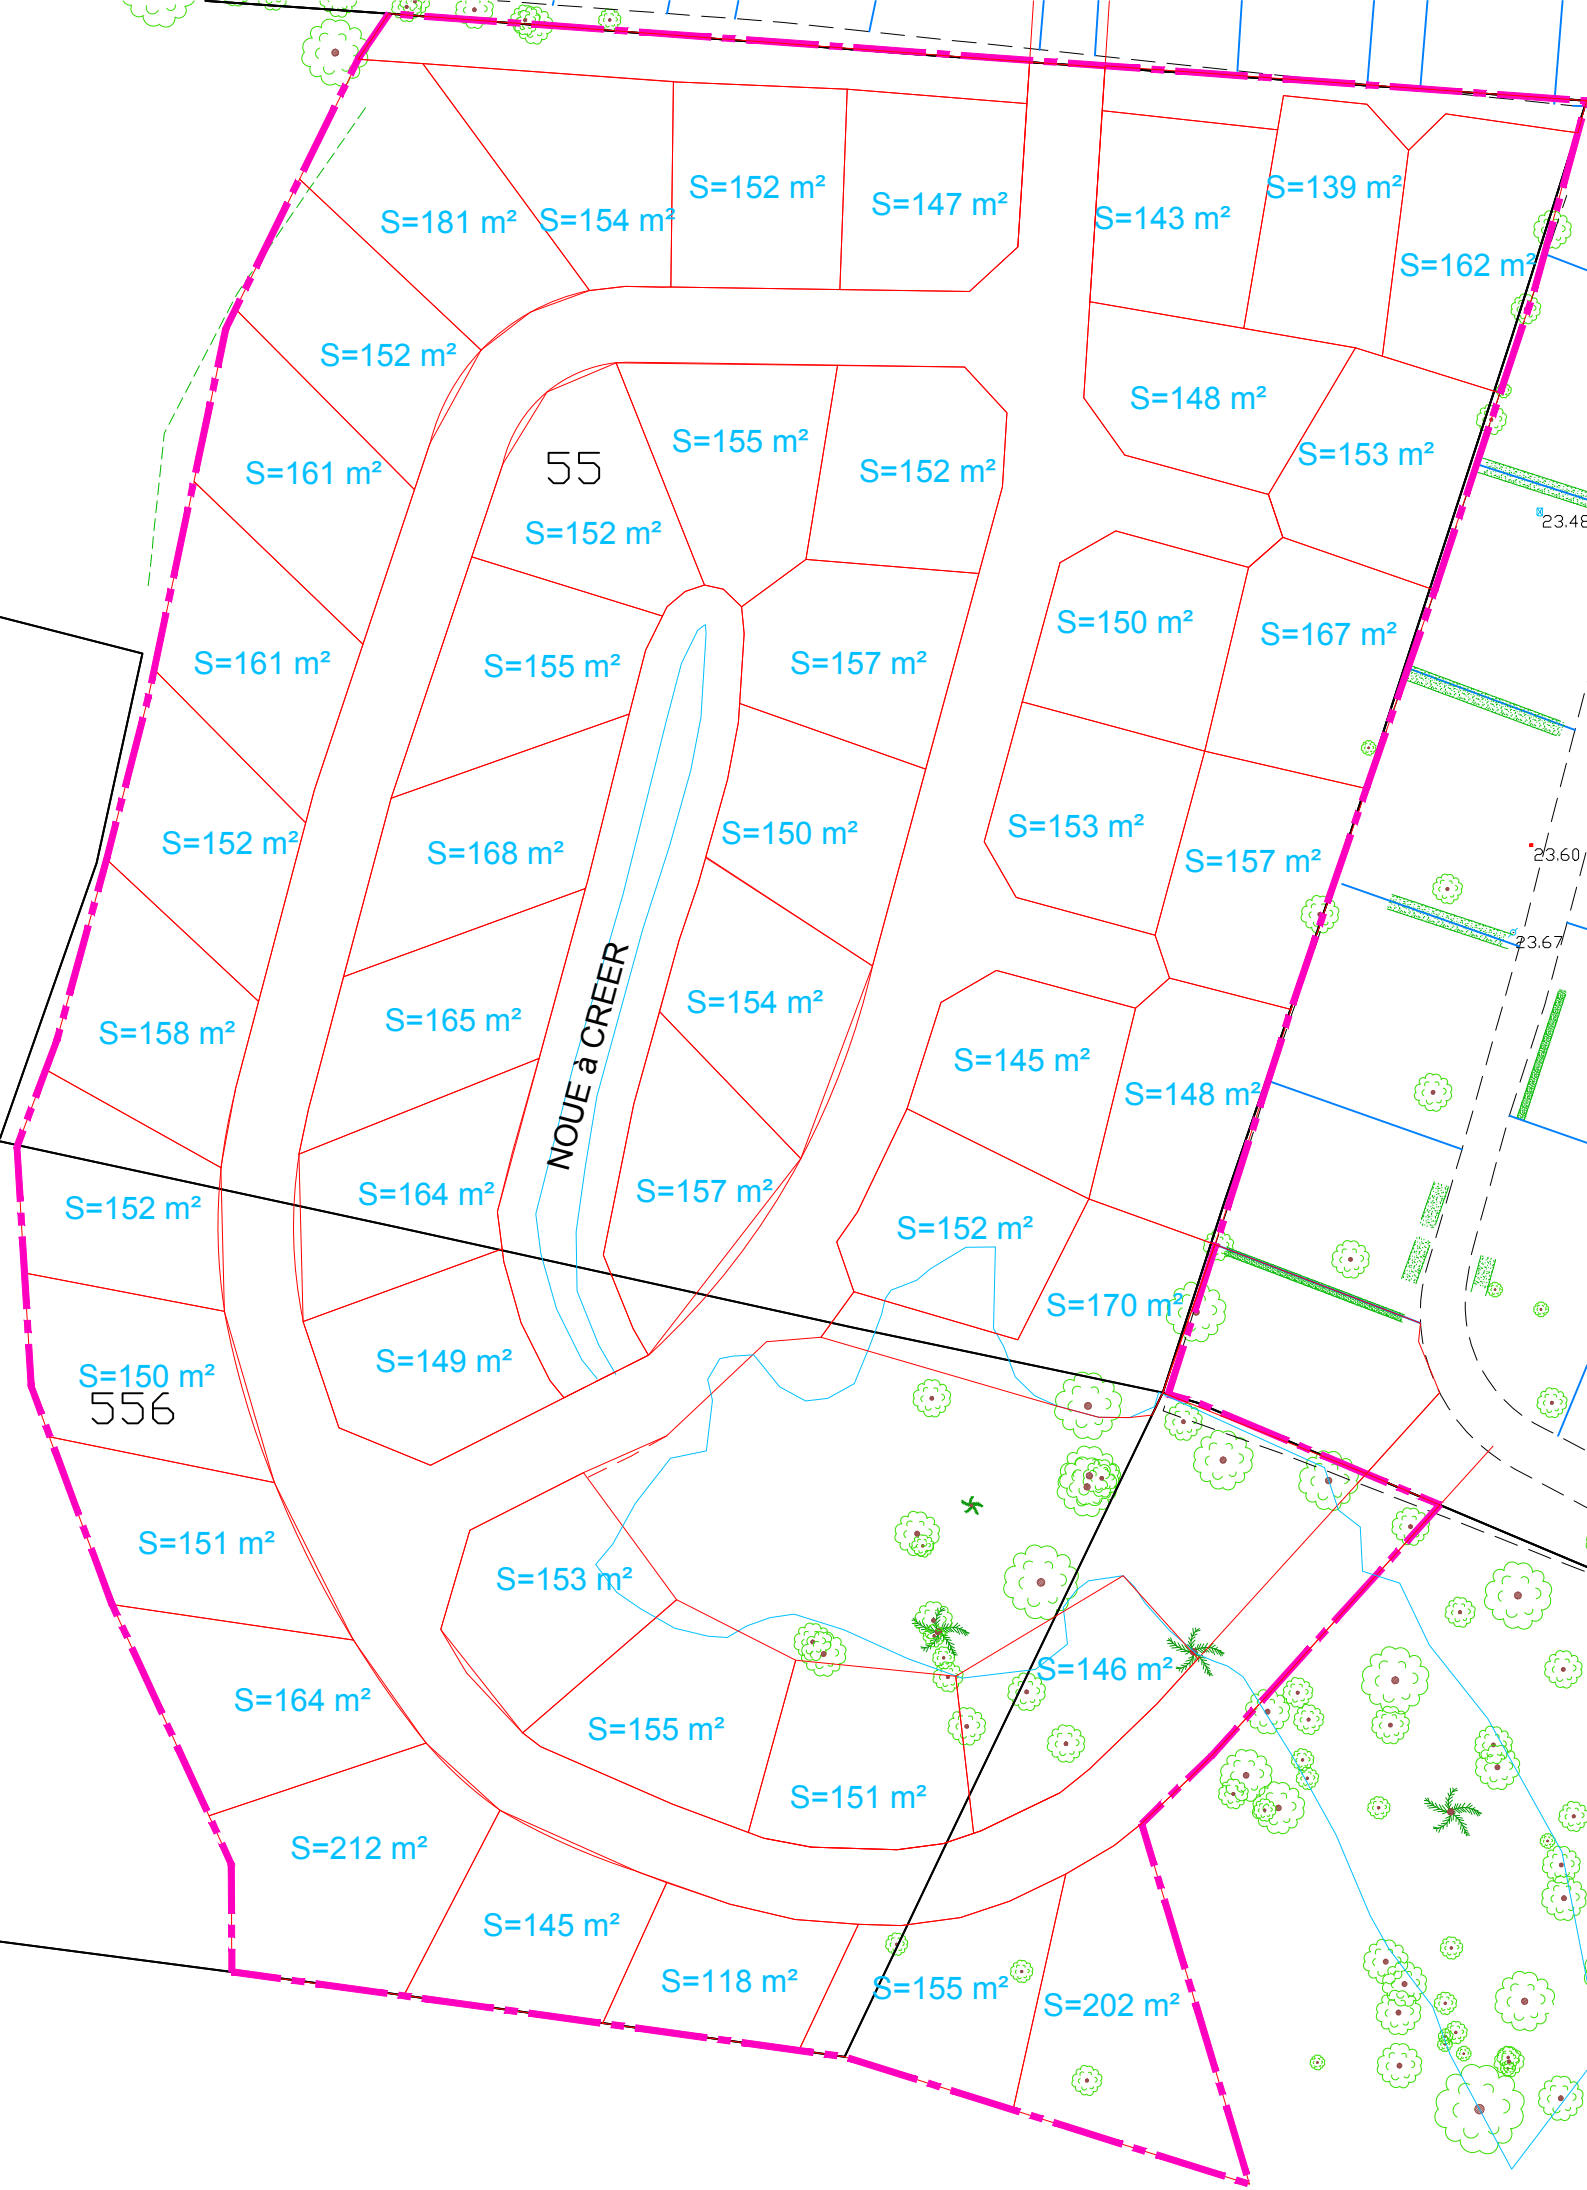 S=152 m²
S=139 m²
S=147 m²
S=143 m²
S=181 m²
S=154 m²
S=162 m²
S=152 m²
S=148 m²
S=155 m²
S=153 m²
S=161 m²
55
S=152 m²
23.48
S=152 m²
S=150 m²
S=167 m²
S=161 m²
S=155 m²
S=157 m²
S=152 m²
S=168 m²
S=150 m²
S=153 m²
S=157 m²
23.60
23.67
NOUE à CREER
S=158 m²
S=165 m²
S=154 m²
S=145 m²
S=148 m²
S=152 m²
S=164 m²
S=157 m²
S=152 m²
S=170 m²
S=150 m²
556
S=149 m²
S=151 m²
S=153 m²
S=164 m²
S=155 m²
S=146 m²
S=151 m²
S=212 m²
S=145 m²
S=118 m²
S=155 m²
S=202 m²